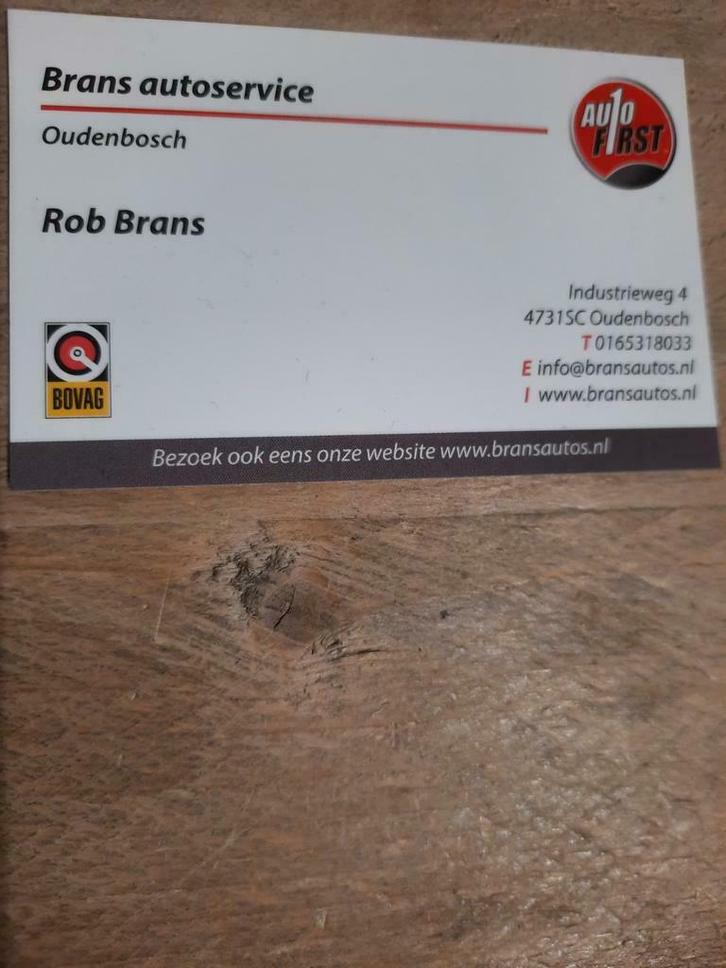 Brans autoservice
Oudenbosch
AUTO
F1RST
Rob Brans
Industrieweg 4
4731SC Oudenbosch
T 0165318033
E info@bransautos.nl
I www.bransautos.nl
BOVAG
Bezoek ook eens onze website www.bransautos.nl